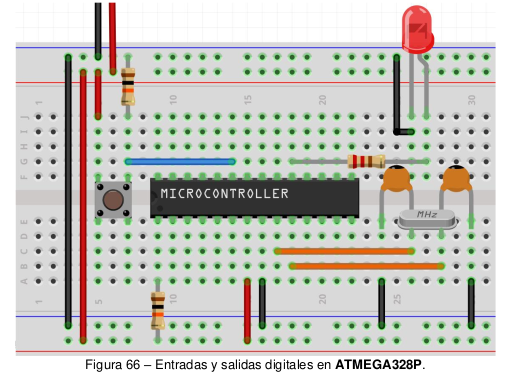 1 5 10 15 20 25 30
J
I
H
G
F
MICROCONTROLLER
MHz
E
D
C
B
A
1 5 10 20 25 30
Figura 66 – Entradas y salidas digitales en ATMEGA328P.